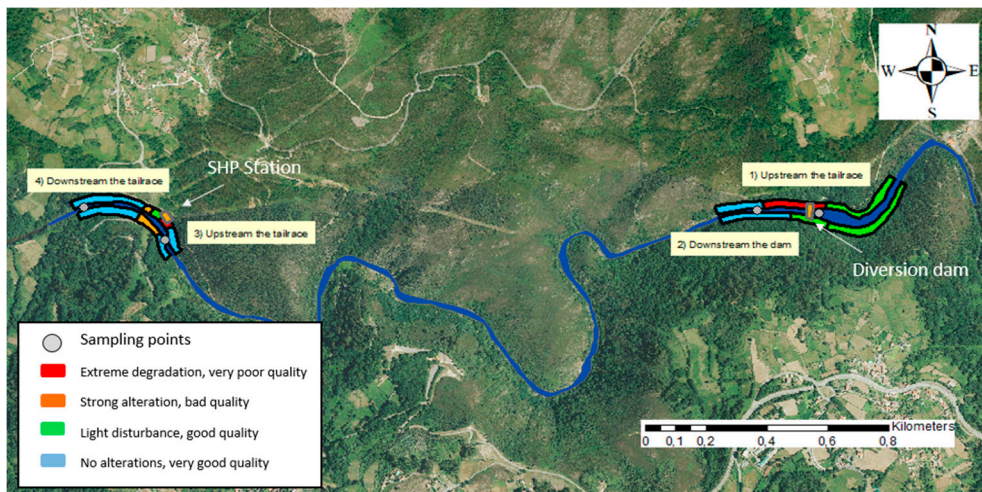 N
W E
S
1) Upstream the tailrace
SHP Station
4) Downstream the tailrace
3) Upstream the tailrace
2) Downstream the dam
Diversion dam
Sampling points
Extreme degradation, very poor quality
Strong alteration, bad quality
Light disturbance, good quality
No alterations, very good quality
Kilometers
0 0,1 0,2 0,4 0,6 0,8